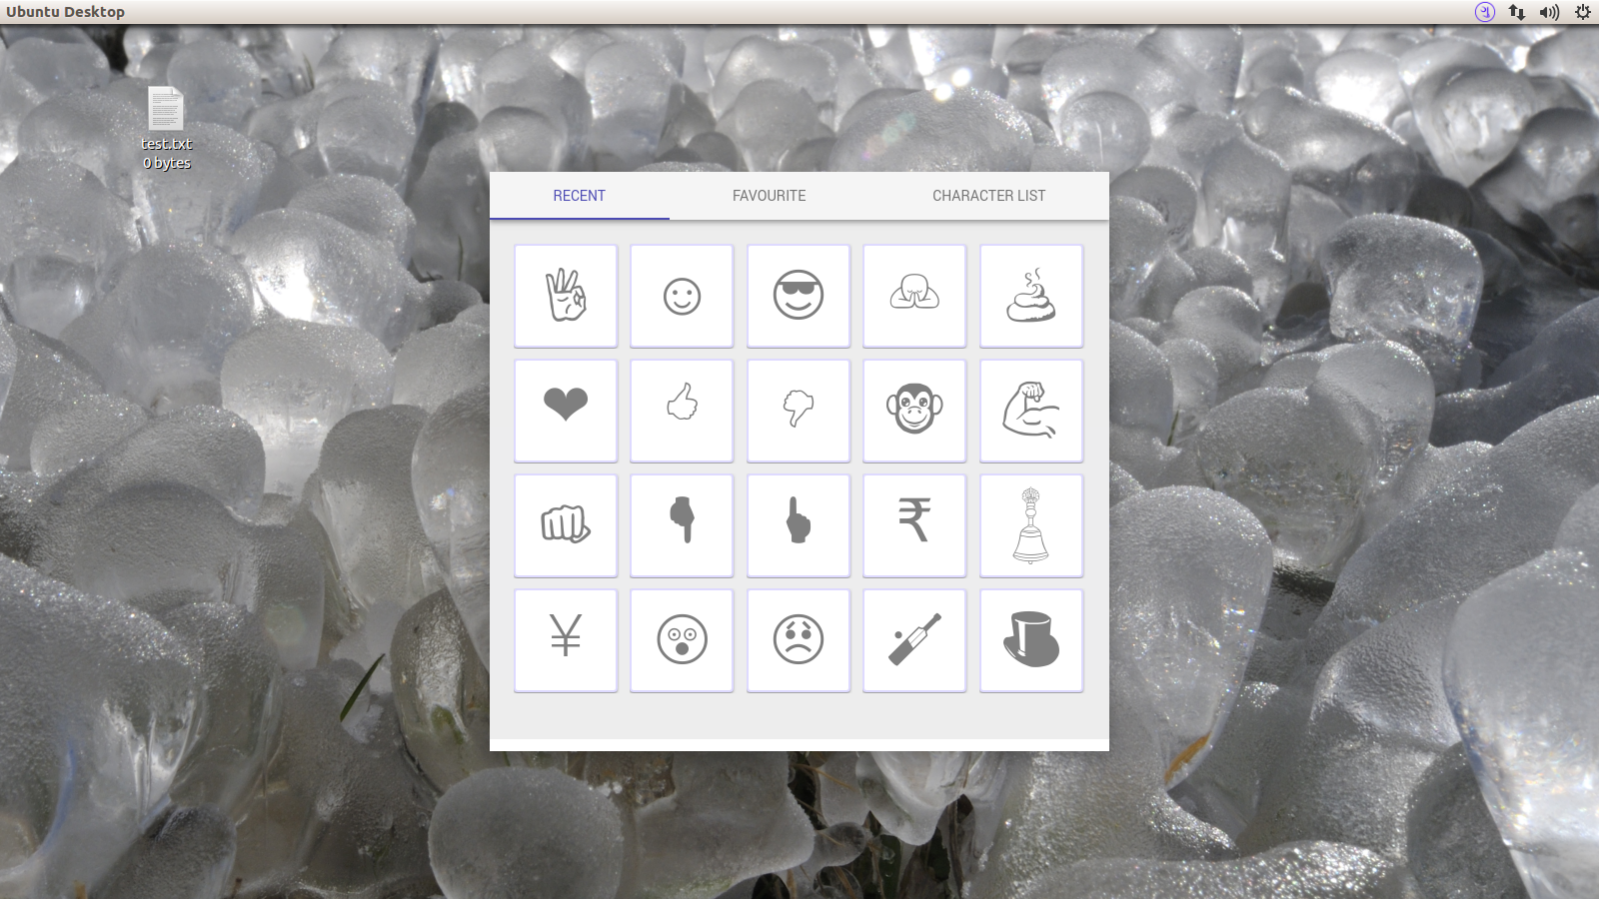 Ubuntu Desktop
test.txt
0 bytes
RECENT
FAVOURITE
CHARACTER LIST
₹
¥